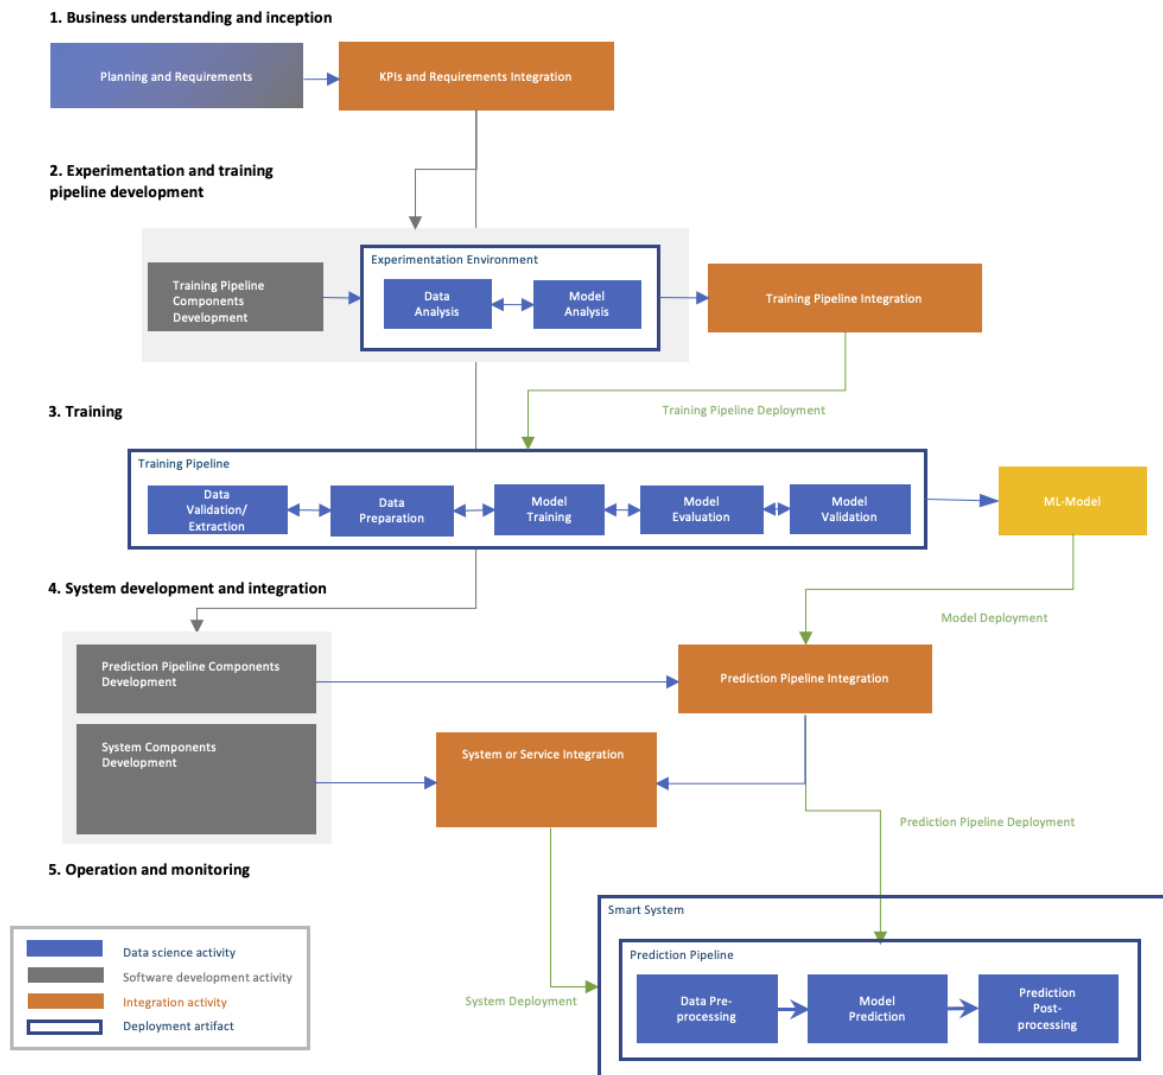 1. Business understanding and inception
Planning and Requirements
KPIs and Requirements Integration
2. Experimentation and training
pipeline development
Experimentation Environment
Training Pipeline
Components
Development
Data
Analysis
Model
Analysis
Training Pipeline Integration
3. Training
Training Pipeline Deployment
Training Pipeline
Data
Validation/
Extraction
Data
Preparation
Model
Training
Model
Evaluation
Model
Validation
ML-Model
4. System development and integration
Model Deployment
Prediction Pipeline Components
Development
Prediction Pipeline Integration
System Components
Development
System or Service Integration
Prediction Pipeline Deployment
5. Operation and monitoring
Smart System
Prediction Pipeline
Data Pre-
processing
Model
Prediction
Prediction
Post-
processing
System Deployment
Data science activity
Software development activity
Integration activity
Deployment artifact